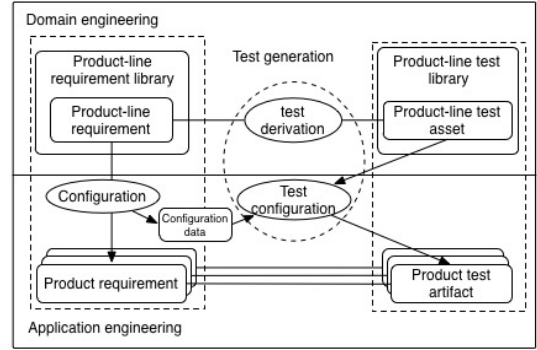 Domain engineering
Product-line
requirement library
Product-line
requirement
Test generation
test
derivation
Product-line test
library
Product-line test
asset
Configuration
Configuration
data
Test
configuration
Product requirement
Product test
artifact
Application engineering